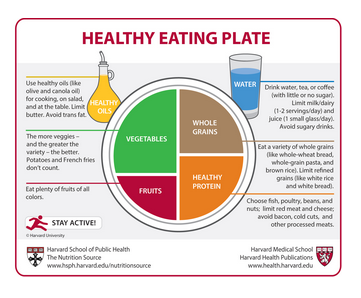 HEALTHY EATING PLATE
Use healthy oils (like
olive and canola oil)
for cooking, on salad,
and at the table. Limit
butter. Avoid trans fat.
HEALTHY
OILS
The more veggies –
and the greater the
variety – the better.
Potatoes and French fries
don't count.
Eat plenty of fruits of all
colors.
VEGETABLES
FRUITS
WHOLE
GRAINS
HEALTHY
PROTEIN
WATER
Drink water, tea, or coffee
(with little or no sugar).
Limit milk/dairy
(1-2 servings/day) and
juice (1 small glass/day).
Avoid sugary drinks.
Eat a variety of whole grains
(like whole-wheat bread,
whole-grain pasta, and
brown rice). Limit refined
grains (like white rice
and white bread).
Choose fish, poultry, beans, and
nuts; limit red meat and cheese;
avoid bacon, cold cuts, and
other processed meats.
STAY ACTIVE!
© Harvard University
Harvard School of Public Health
The Nutrition Source
www.hsph.harvard.edu/nutritionsource
Harvard Medical School
Harvard Health Publications
www.health.harvard.edu